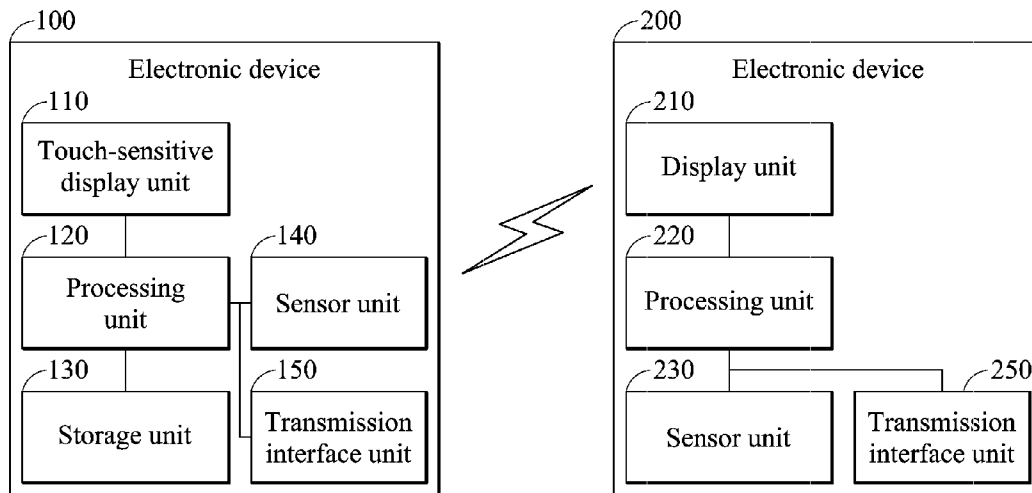 100
Electronic device
110
Touch-sensitive
display unit
120
Processing
unit
140
Sensor unit
130
Storage unit
150
Transmission
interface unit
200
Electronic device
210
Display unit
220
Processing unit
230
Sensor unit
250
Transmission
interface unit